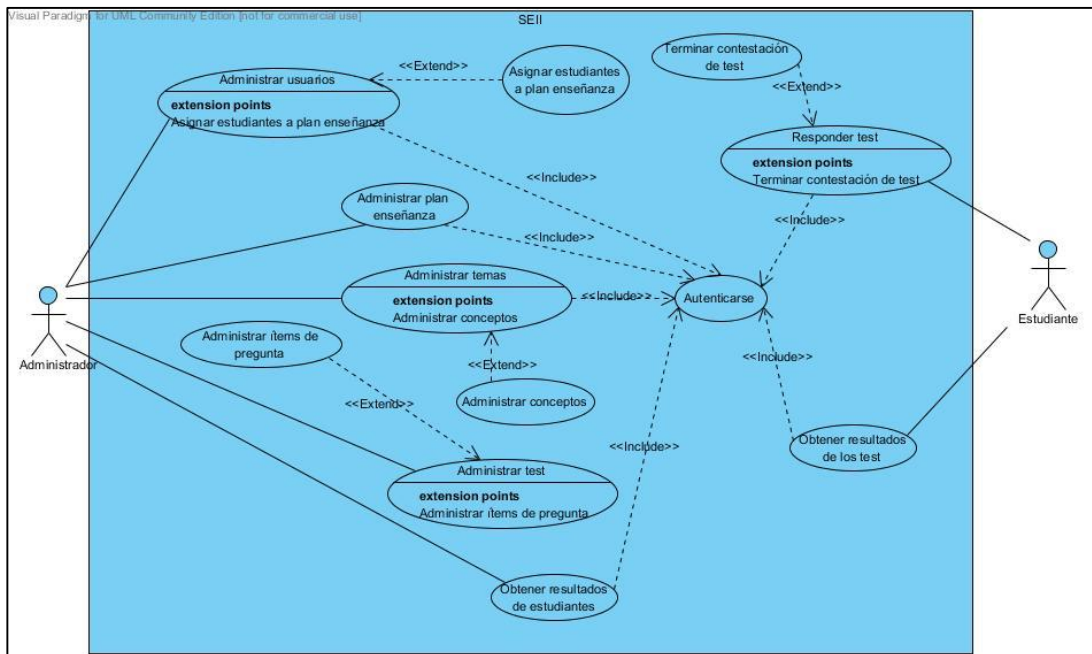 Visual Paradigm for UML Community Edition [not for commercial use]
SEII
Terminar contestación
de test
<<Extend>>
Asignar estudiantes
a plan enseñanza
Administrar usuarios
extension points
Asignar estudiantes a plan enseñanza
<<Extend>>
Responder test
extension points
Terminar contestación de test
<<Include>>
Administrar plan
enseñanza
<<Include>>
<<Include>>
Administrar temas
extension points
Administrar conceptos
<<Include>>
Autenticarse
Estudiante
Administrador
Administrar ítems de
pregunta
<<Extend>>
<<Include>>
<<Extend>>
Administrar conceptos
Obtener resultados
de los test
<<Include>>
Administrar test
extension points
Administrar ítems de pregunta
Obtener resultados
de estudiantes